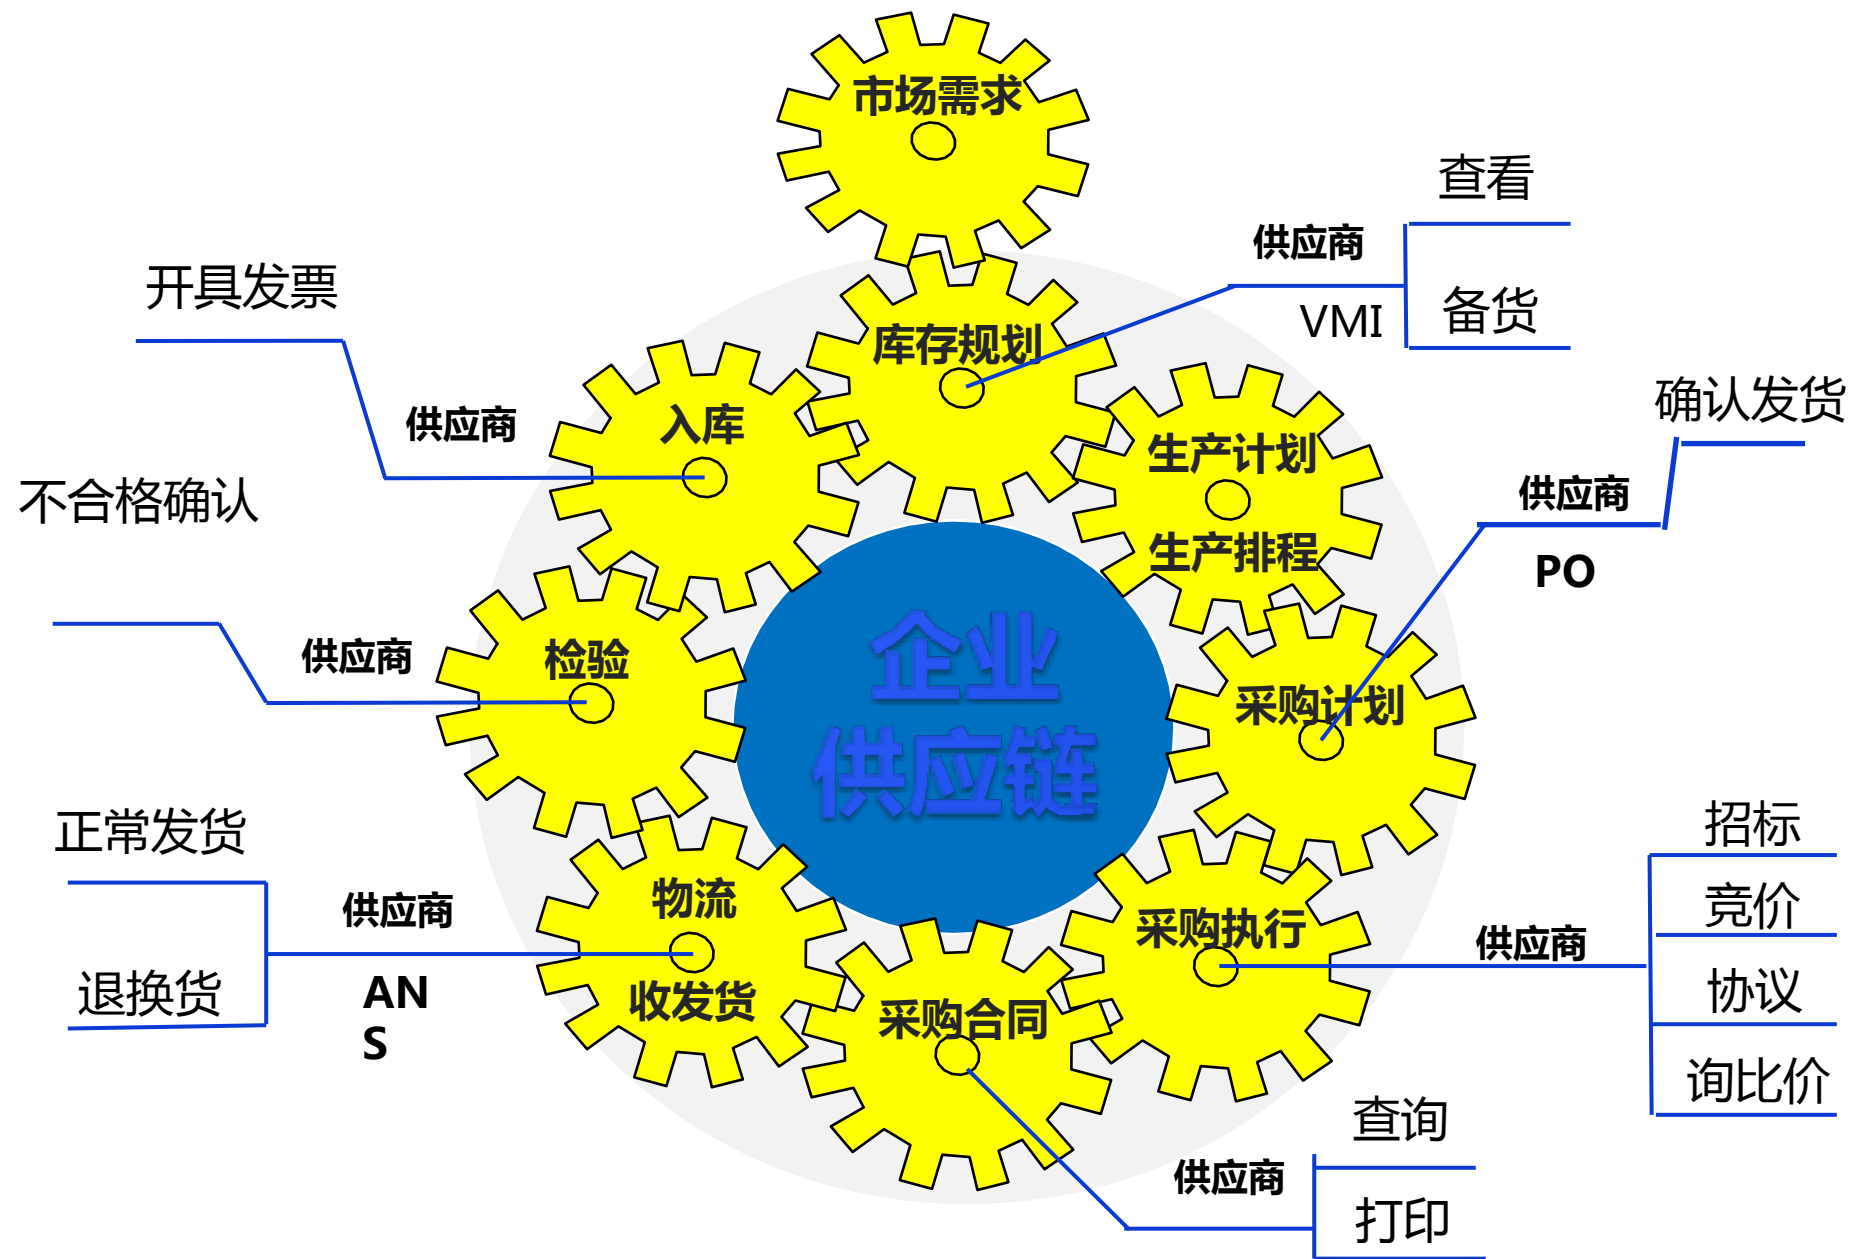 市场需求
查看
供应商
VMI
备货
库存规划
开具发票
供应商
入库
生产计划
生产排程
确认发货
供应商
PO
不合格确认
供应商
检验
企业
供应链
采购计划
正常发货
供应商
退换货
AN
S
物流
收发货
采购合同
采购执行
供应商
招标
竞价
协议
询比价
查询
供应商
打印